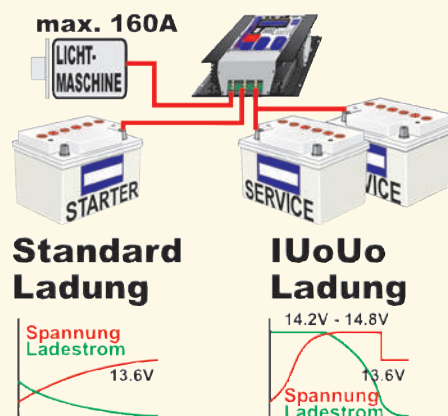 max. 160A
LICHT-
MASCHINE
STARTER
SERVICE
VICE
Standard
Ladung
IUoUo
Ladung
Spannung
Ladestrom
13.6V
14.2V - 14.8V
13.6V
Spannung
Ladestrom